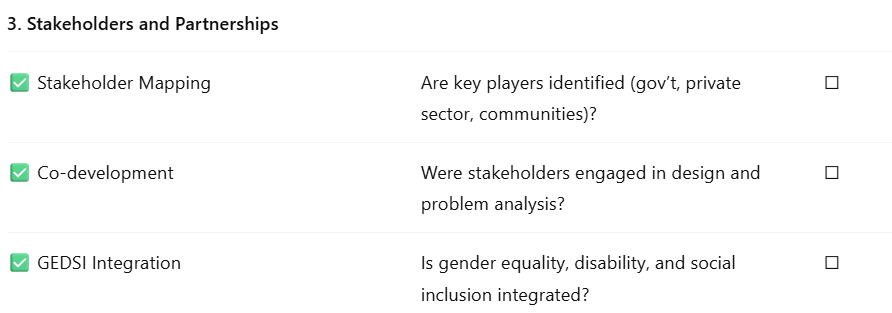 3. Stakeholders and Partnerships
✅ Stakeholder Mapping Are key players identified (gov’t, private ☐
sector, communities)?
✅ Co-development Were stakeholders engaged in design and ☐
problem analysis?
✅ GEDSI Integration Is gender equality, disability, and social ☐
inclusion integrated?